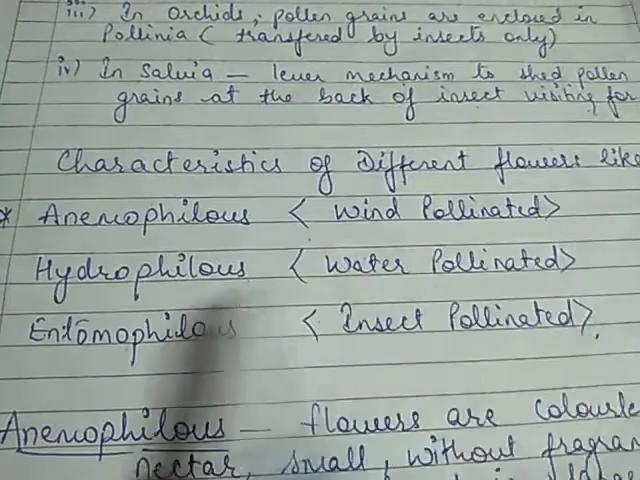 iii) In Orchids, pollen grains are enclosed in
Pollinia ( transfered by insects only)
iv) In Salvia — lever mechanism to shed pollen
grains at the back of insect visiting for
Characteristics of Different flowers like
* Anemophilous < Wind Pollinated>
Hydrophilous < Water Pollinated>
Entomophilous < Insect Pollinated>.
Anemophilous — flowers are colourle
nectar, small, without fragran